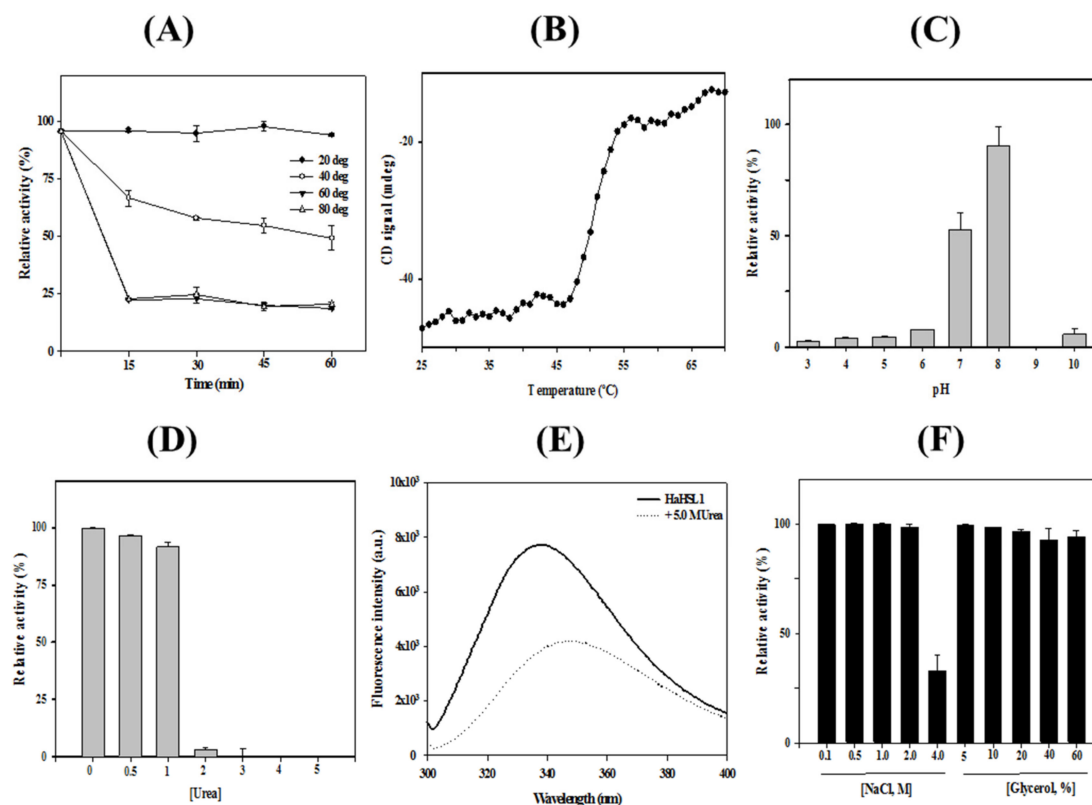 (A)
Relative activity (%)
100
75
50
25
0
20 deg
40 deg
60 deg
80 deg
15 30 45 60
Time (min)
(B)
CD signal (mdeg)
-20
-40
25 35 45 55 65
Temperature (°C)
(C)
Relative activity (%)
100
50
0
3 4 5 6 7 8 9 10
pH
(D)
Relative activity (%)
100
75
50
25
0
0 0.5 1 2 3 4 5
[Urea]
(E)
Fluorescence intensity (a.u.)
10x10³
8x10³
6x10³
4x10³
2x10³
0
HaHSL1
+ 5.0 M Urea
300 320 340 360 380 400
Wavelength (nm)
(F)
Relative activity (%)
100
50
0
0.1 0.5 1.0 2.0 4.0 5 10 20 40 60
[NaCl, M] [Glycerol, %]